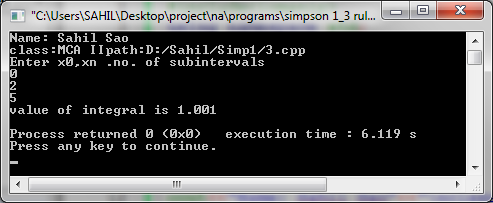 "C:\Users\SAHIL\Desktop\project\na\programs\simpson 1_3 rul...
Name: Sahil Sao
class:MCA IIpath:D:/Sahil/Simp1/3.cpp
Enter x0,xn .no. of subintervals
0
2
5
value of integral is 1.001
Process returned 0 (0x0)   execution time : 6.119 s
Press any key to continue.